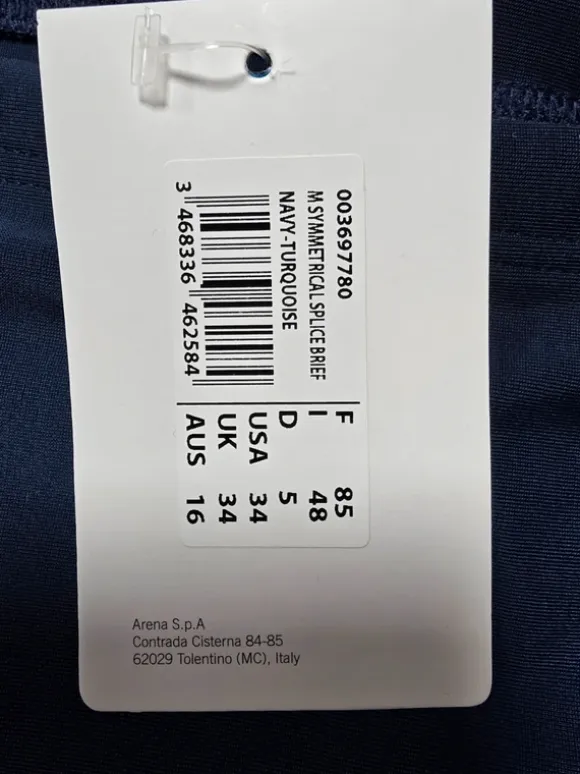 003697780
M SYMMETRICAL SPLICE BRIEF
NAVY-TURQUOISE
3 468336 462584
F 85
I 48
D 5
USA 34
UK 34
AUS 16
Arena S.p.A
Contrada Cisterna 84-85
62029 Tolentino (MC), Italy